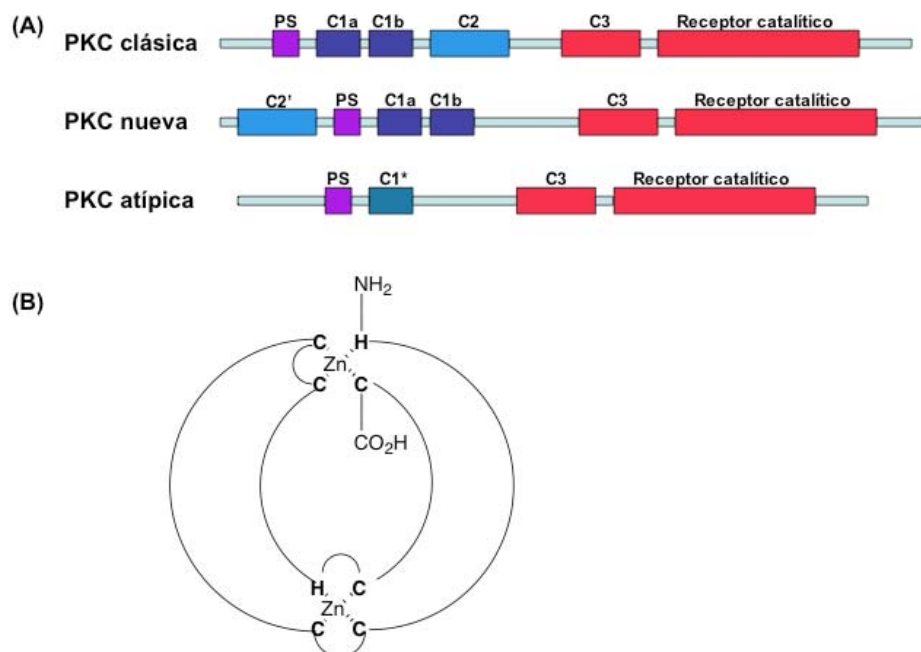 (A)
PS C1a C1b C2 C3 Receptor catalítico
PKC clásica
C2' PS C1a C1b C3 Receptor catalítico
PKC nueva
PS C1* C3 Receptor catalítico
PKC atípica
(B)
NH2
C H
Zn
C C
CO2H
H C
Zn
C C